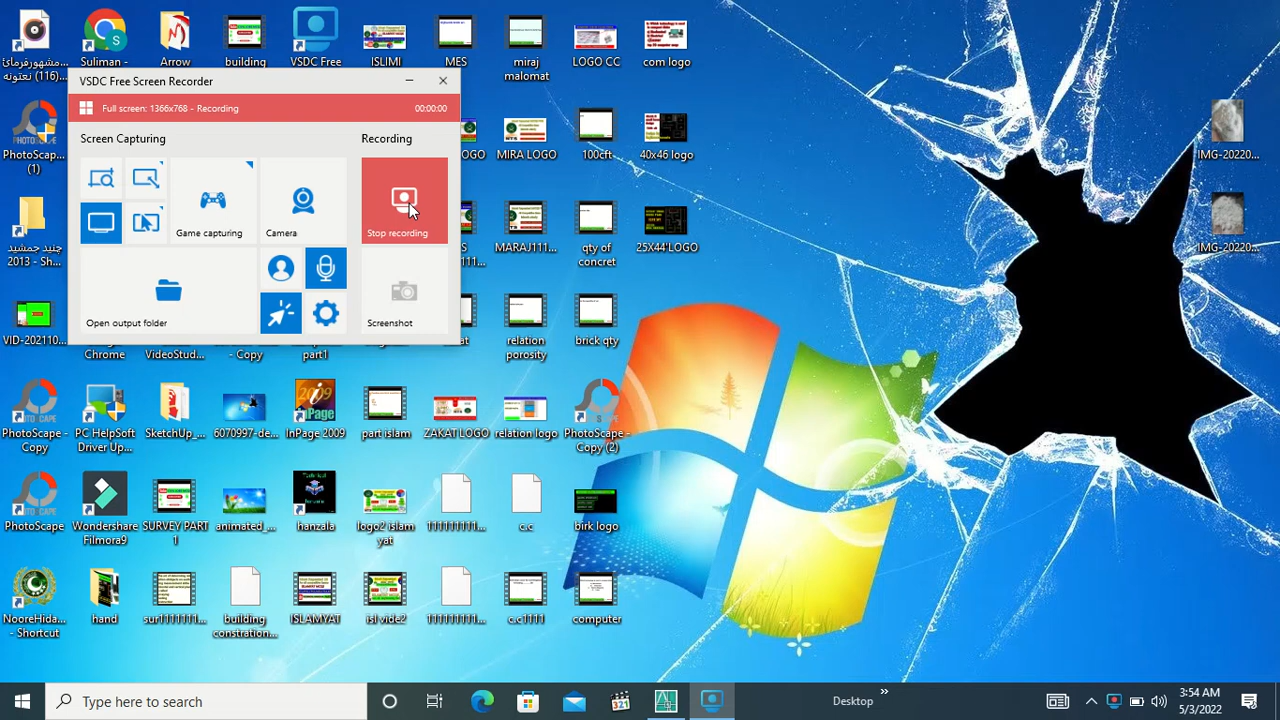 مشہورفرمائ...
(116) نعتونه
Suliman - 
Arrow
building
VSDC Free
ISLIMI
MES
miraj malomat
LOGO CC
com logo
VSDC Free Screen Recorder
Full screen: 1366x768 - Recording
00:00:00
Screen Capturing
Recording
Game capturing
Camera
Stop recording
Open output folder
Screenshot
PhotoScap...
(1)
MIRA LOGO
100cft
40x46 logo
IMG-20220...
چنيد جمشيد
2013 - Sh...
MARAJ111...
qty of
concret
25X44'LOGO
IMG-20220...
VID-202110...
Chrome
VideoStud...
- Copy
part1
relation
porosity
brick qty
PhotoScape -
Copy
PC HelpSoft
Driver Up...
SketchUp_...
6070997-de...
InPage 2009
part islam
ZAKAT LOGO
relation logo
PhotoScape -
Copy (2)
PhotoScape
Wondershare
Filmora9
SURVEY PART
1
animated_...
hanzala
logo2 islam
yat
111111111...
c.c
birk logo
NooreHida...
- Shortcut
hand
sur1111111...
building
constration...
ISLAMYAT
isl vide2
111111111...
c.c1111
computer
Type here to search
Desktop
3:54 AM
5/3/2022